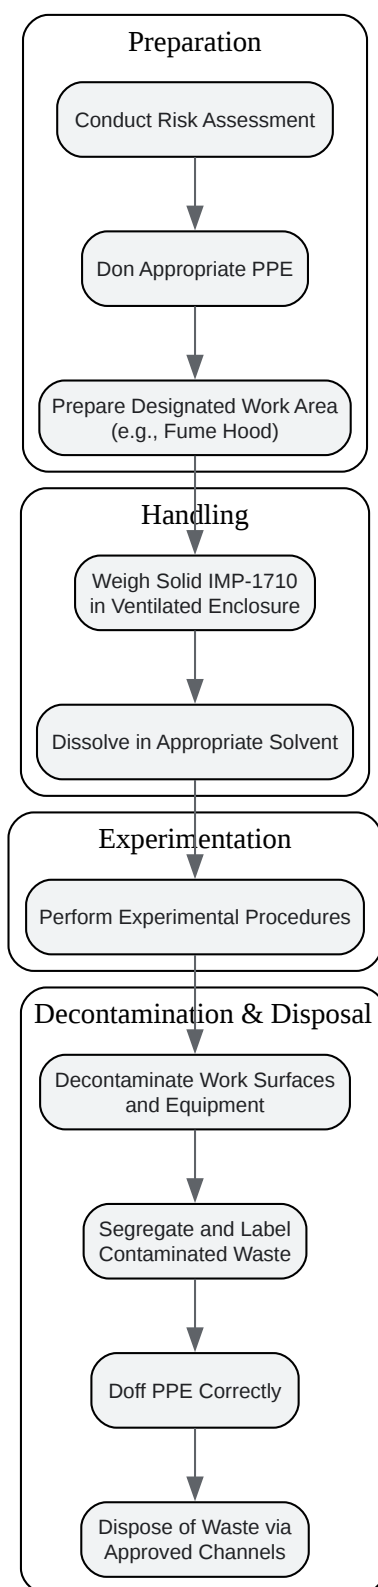 Preparation
Conduct Risk Assessment
Don Appropriate PPE
Prepare Designated Work Area
(e.g., Fume Hood)
Handling
Weigh Solid IMP-1710
in Ventilated Enclosure
Dissolve in Appropriate Solvent
Experimentation
Perform Experimental Procedures
Decontamination & Disposal
Decontaminate Work Surfaces
and Equipment
Segregate and Label
Contaminated Waste
Doff PPE Correctly
Dispose of Waste via
Approved Channels